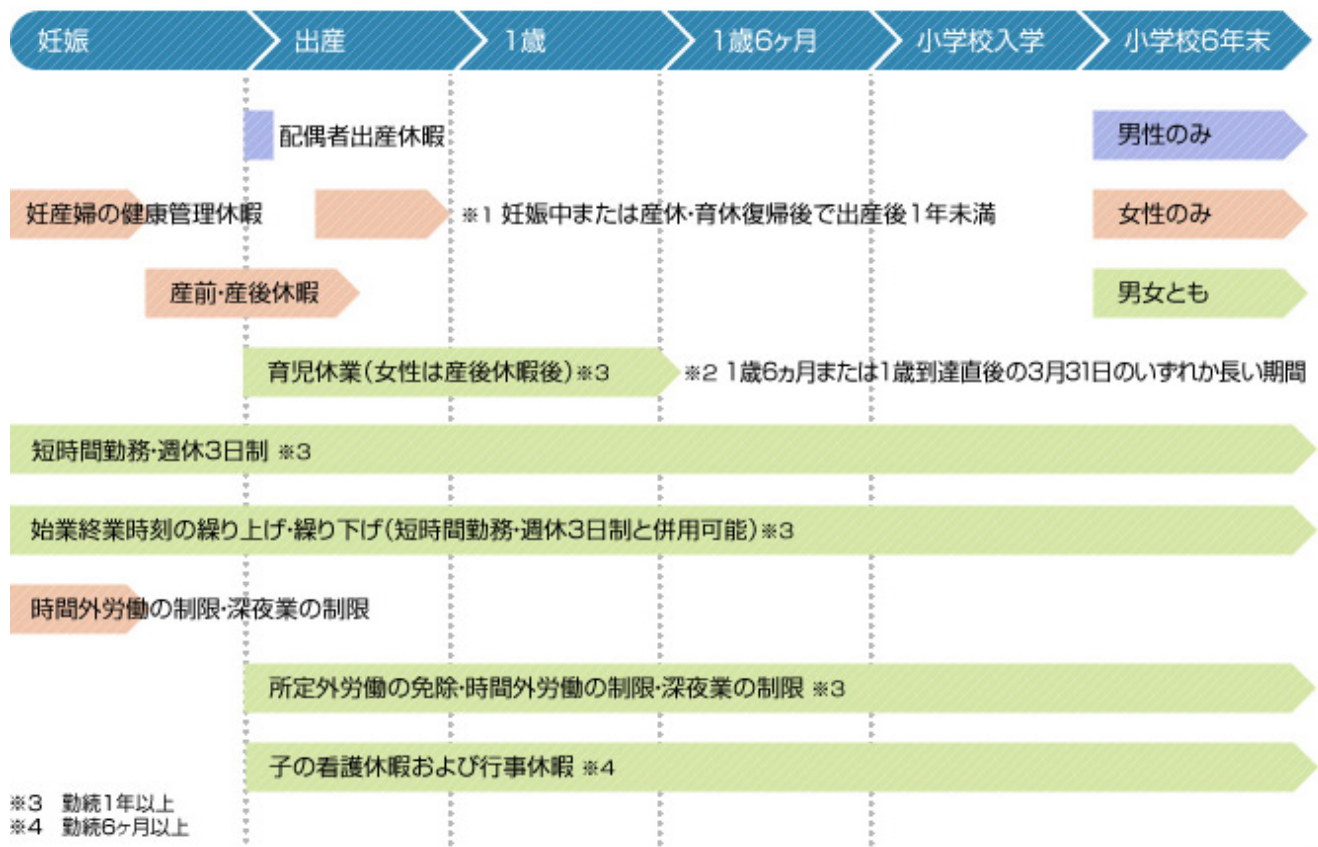 妊娠 出産 1歳 1歳6ヶ月 小学校入学 小学校6年末
配偶者出産休暇 男性のみ
妊産婦の健康管理休暇 ※1 妊娠中または産休・育休復帰後で出産後1年未満 女性のみ
産前・産後休暇 男女とも
育児休業(女性は産後休暇後)※3 ※2 1歳6ヵ月または1歳到達直後の3月31日のいずれか長い期間
短時間勤務・週休3日制 ※3
始業終業時刻の繰り上げ・繰り下げ(短時間勤務・週休3日制と併用可能)※3
時間外労働の制限・深夜業の制限
所定外労働の免除・時間外労働の制限・深夜業の制限 ※3
子の看護休暇および行事休暇 ※4
※3 勤続1年以上
※4 勤続6ヶ月以上